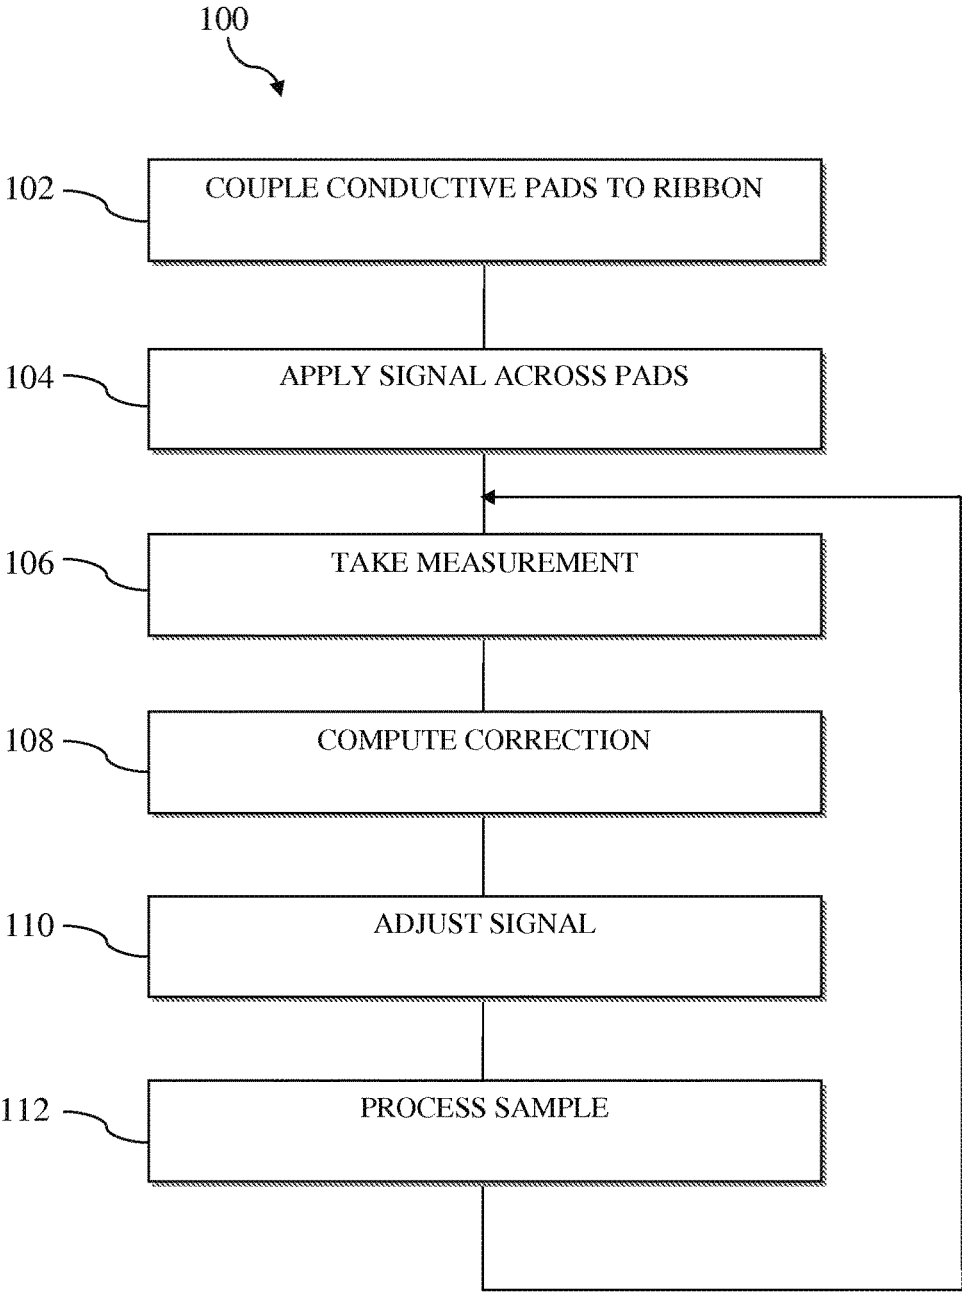 100
102
COUPLE CONDUCTIVE PADS TO RIBBON
104
APPLY SIGNAL ACROSS PADS
106
TAKE MEASUREMENT
108
COMPUTE CORRECTION
110
ADJUST SIGNAL
112
PROCESS SAMPLE